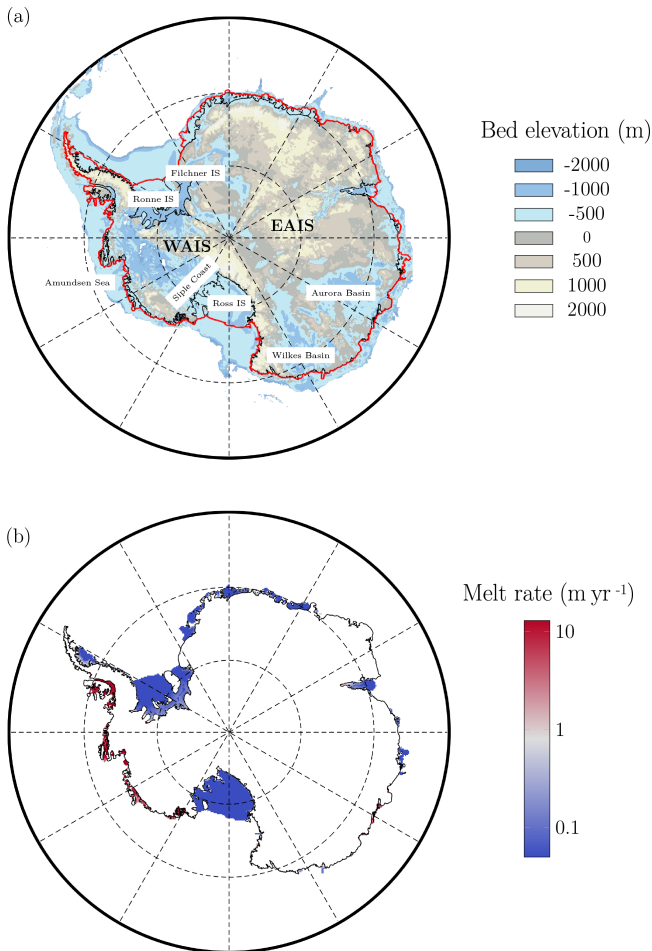 (a)
Bed elevation (m)
-2000
-1000
-500
0
500
1000
2000
Filchner IS
Ronne IS
EAIS
WAIS
Siple Coast
Amundsen Sea
Ross IS
Aurora Basin
Wilkes Basin
(b)
Melt rate (m yr⁻¹)
10
1
0.1